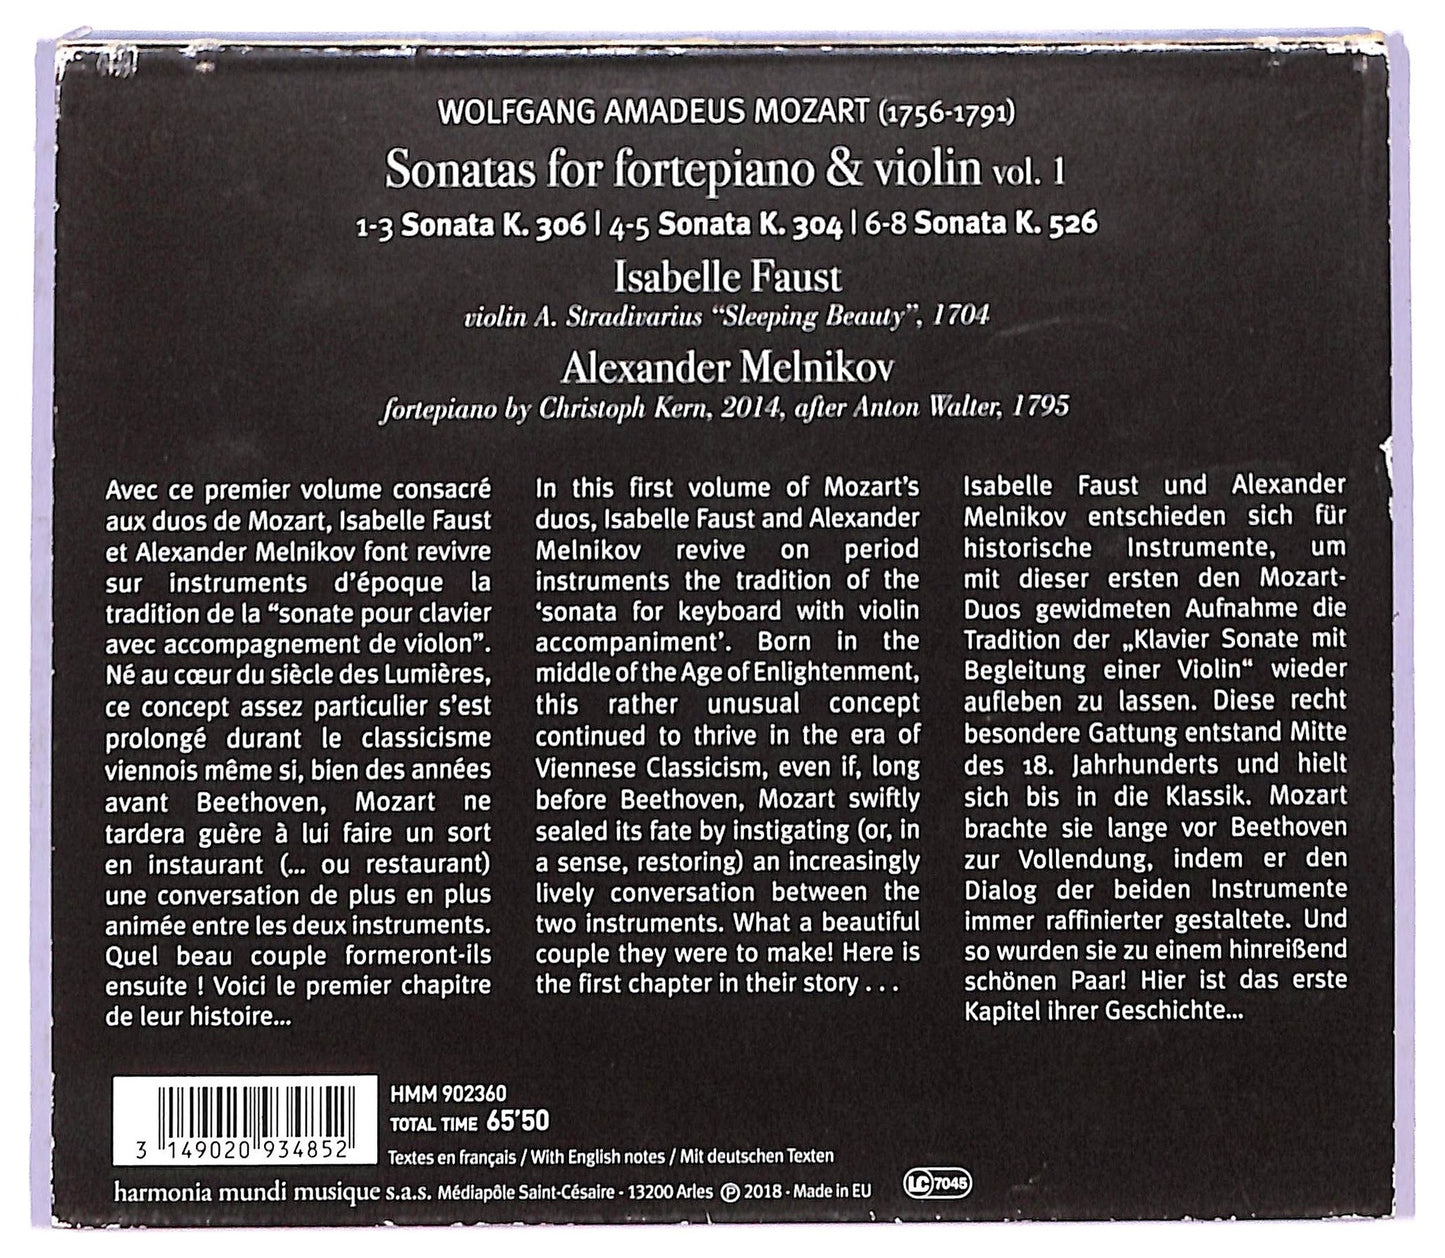 WOLFGANG AMADEUS MOZART (1756-1791)
Sonatas for fortepiano & violin vol. 1
1-3 Sonata K. 306 | 4-5 Sonata K. 304 | 6-8 Sonata K. 526
Isabelle Faust
violin A. Stradivarius “Sleeping Beauty”, 1704
Alexander Melnikov
fortepiano by Christoph Kern, 2014, after Anton Walter, 1795
Avec ce premier volume consacré
aux duos de Mozart, Isabelle Faust
et Alexander Melnikov font revivre
sur instruments d’époque la
tradition de la “sonate pour clavier
avec accompagnement de violon”.
Né au cœur du siècle des Lumières,
ce concept assez particulier s’est
prolongé durant le classicisme
viennois même si, bien des années
avant Beethoven, Mozart ne
tardera guère à lui faire un sort
en instaurant (... ou restaurant)
une conversation de plus en plus
animée entre les deux instruments.
Quel beau couple formeront-ils
ensuite ! Voici le premier chapitre
de leur histoire...
In this first volume of Mozart’s
duos, Isabelle Faust and Alexander
Melnikov revive on period
instruments the tradition of the
‘sonata for keyboard with violin
accompaniment’. Born in the
middle of the Age of Enlightenment,
this rather unusual concept
continued to thrive in the era of
Viennese Classicism, even if, long
before Beethoven, Mozart swiftly
sealed its fate by instigating (or, in
a sense, restoring) an increasingly
lively conversation between the
two instruments. What a beautiful
couple they were to make! Here is
the first chapter in their story . . .
Isabelle Faust und Alexander
Melnikov entschieden sich für
historische Instrumente, um
mit dieser ersten den Mozart-
Duos gewidmeten Aufnahme die
Tradition der „Klavier Sonate mit
Begleitung einer Violin“ wieder
aufleben zu lassen. Diese recht
besondere Gattung entstand Mitte
des 18. Jahrhunderts und hielt
sich bis in die Klassik. Mozart
brachte sie lange vor Beethoven
zur Vollendung, indem er den
Dialog der beiden Instrumente
immer raffinierter gestaltete. Und
so wurden sie zu einem hinreißend
schönen Paar! Hier ist das erste
Kapitel ihrer Geschichte...
3 149020 934852
HMM 902360
TOTAL TIME 65’50
Textes en français / With English notes / Mit deutschen Texten
harmonia mundi musique s.a.s. Médiapôle Saint-Césaire - 13200 Arles ℗ 2018 - Made in EU
LC 7045